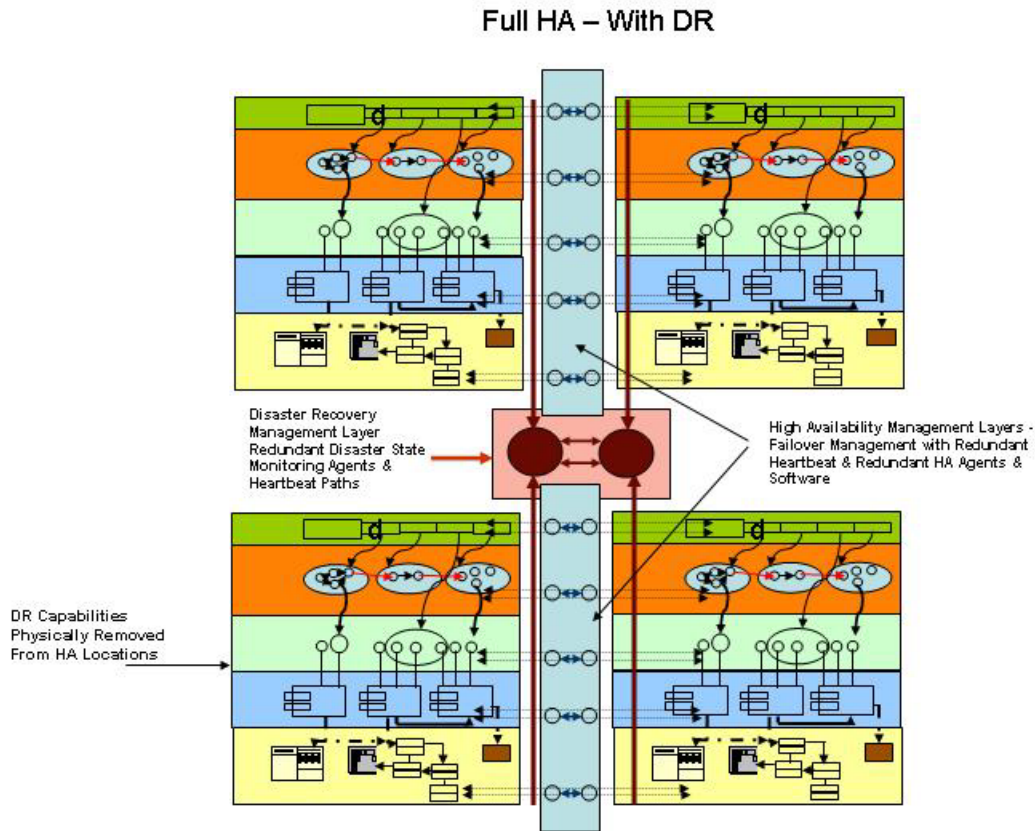 Full HA – With DR
d
d
Disaster Recovery
Management Layer
Redundant Disaster State
Monitoring Agents &
Heartbeat Paths
High Availability Management Layers -
Failover Management with Redundant
Heartbeat & Redundant HA Agents &
Software
d
d
DR Capabilities
Physically Removed
From HA Locations